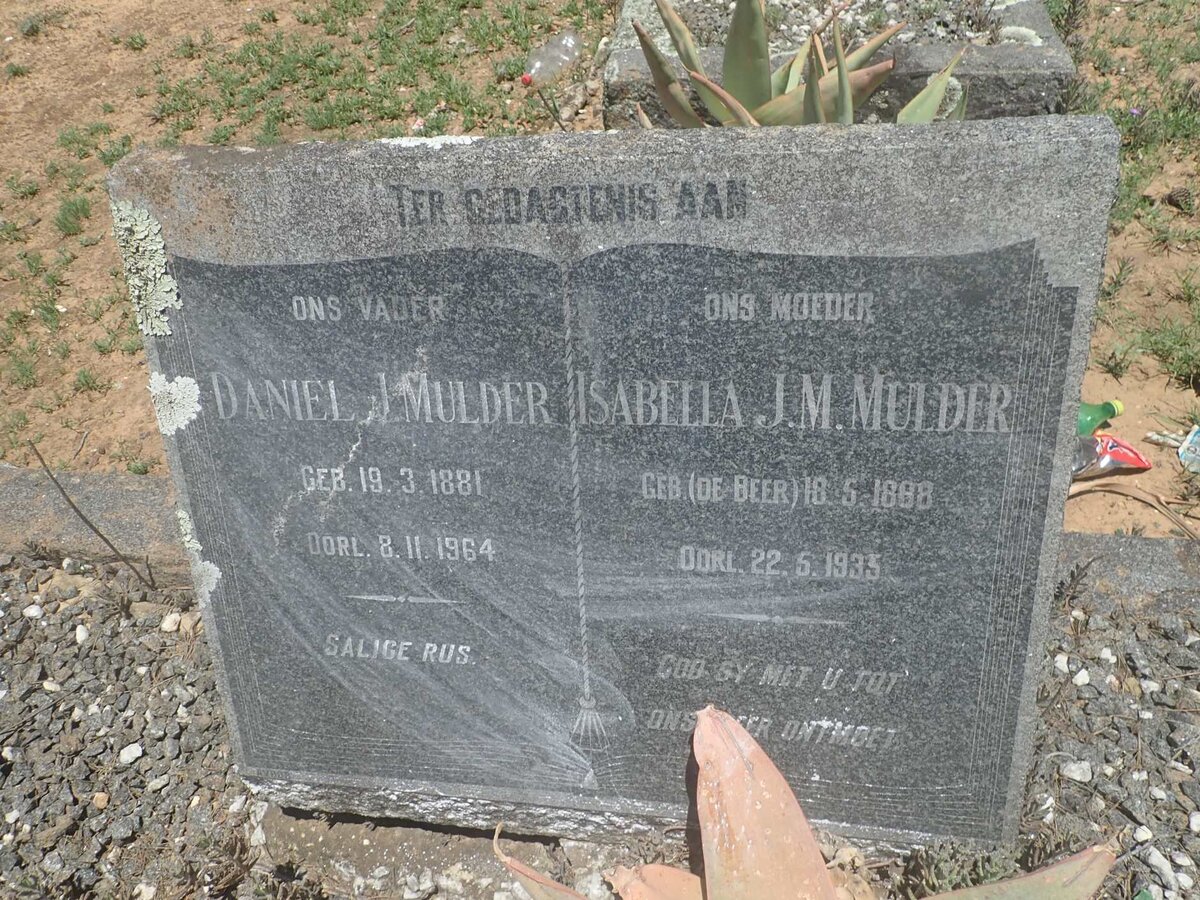 TER GEDAGTENIS AAN
ONS VADER
DANIEL J. MULDER
GEB. 19. 3. 1881
OORL. 8. 11. 1964
SALIGE RUS.
ONS MOEDER
ISABELLA J.M. MULDER
GEB. (DE BEER) 18. 5. 1888
OORL. 22. 5. 1933
GOD SY MET U TOT
ONS ONTMOET